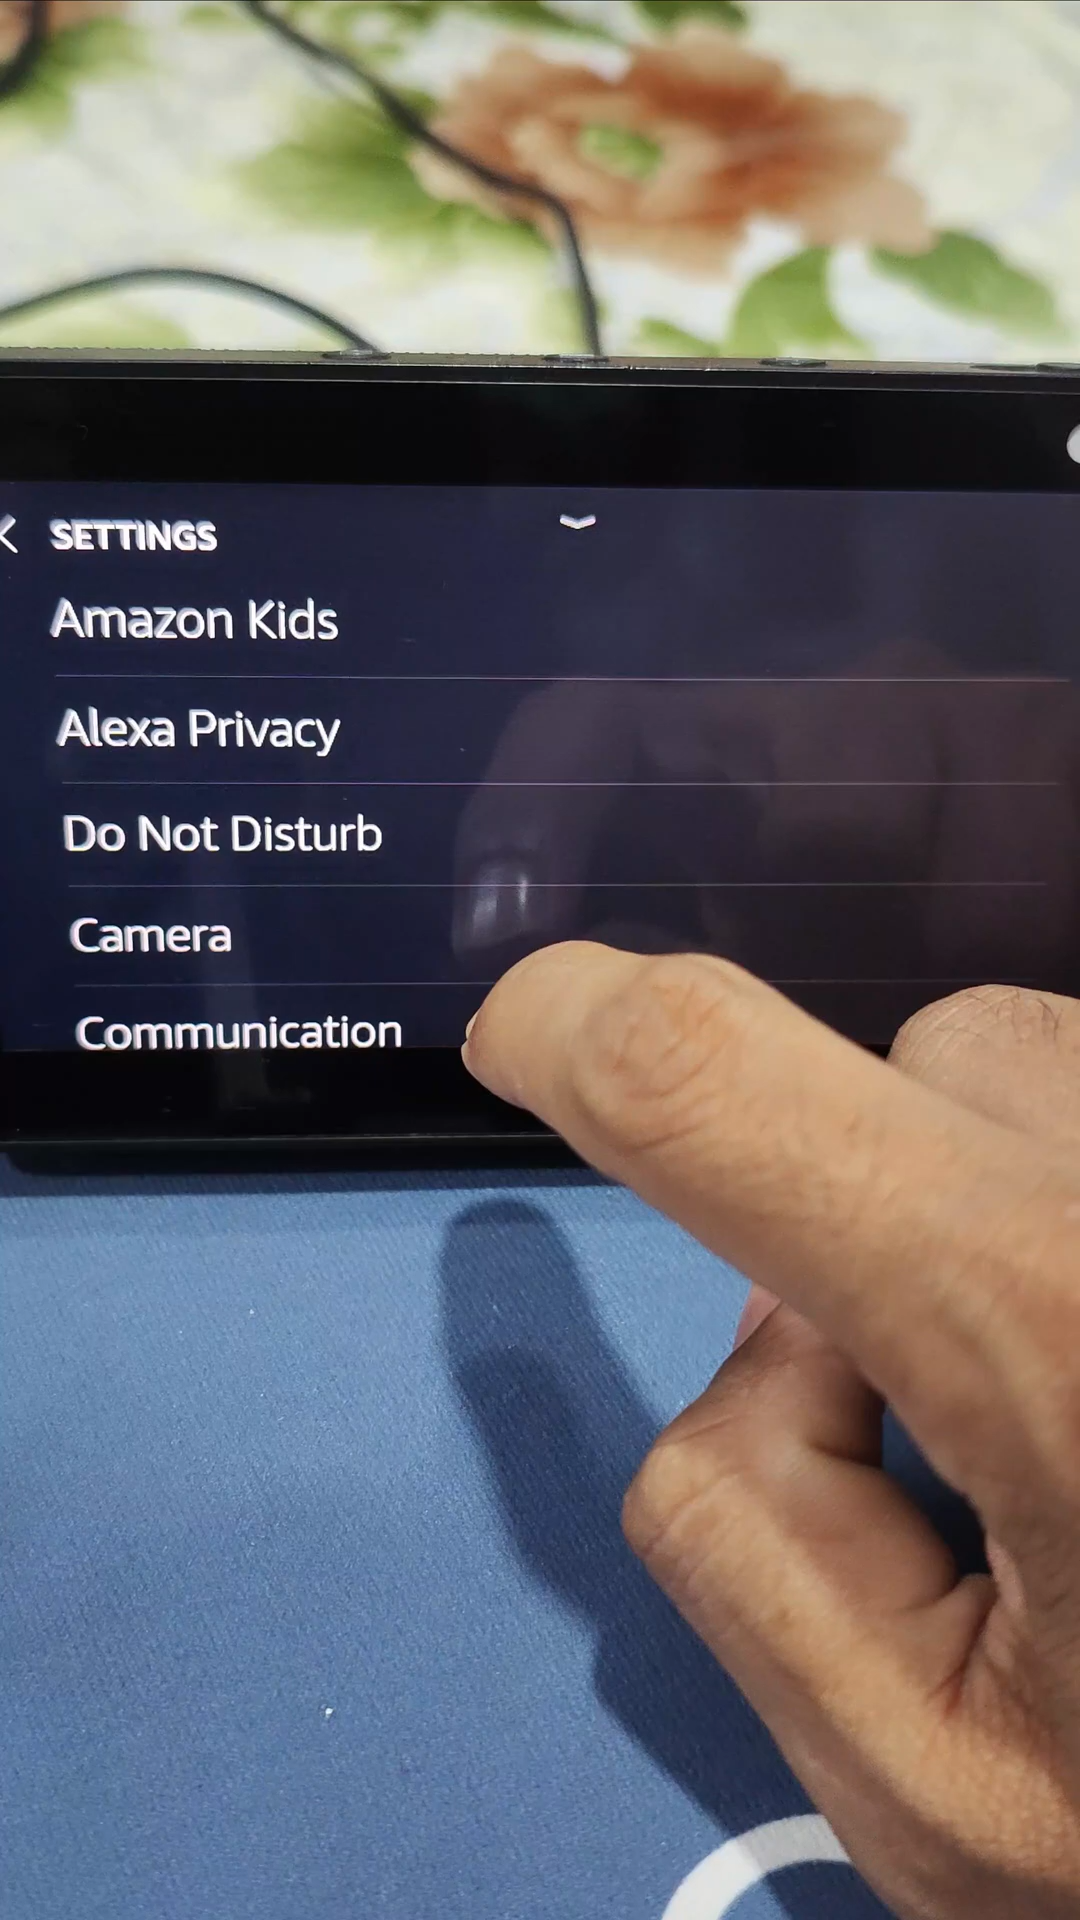 SETTINGS
Amazon Kids
Alexa Privacy
Do Not Disturb
Camera
Communication